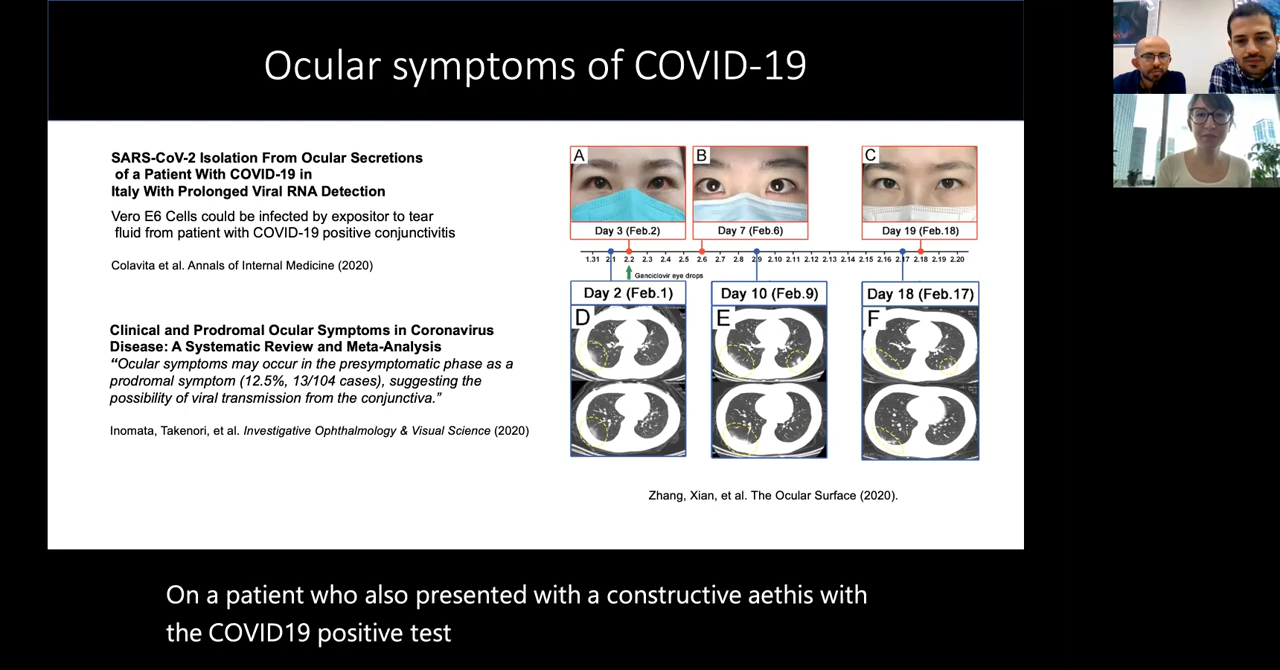 Ocular symptoms of COVID-19
SARS-CoV-2 Isolation From Ocular Secretions
of a Patient With COVID-19 in
Italy With Prolonged Viral RNA Detection
Vero E6 Cells could be infected by expositor to tear
fluid from patient with COVID-19 positive conjunctivitis
Colavita et al. Annals of Internal Medicine (2020)
Clinical and Prodromal Ocular Symptoms in Coronavirus
Disease: A Systematic Review and Meta-Analysis
“Ocular symptoms may occur in the presymptomatic phase as a
prodromal symptom (12.5%, 13/104 cases), suggesting the
possibility of viral transmission from the conjunctiva.”
Inomata, Takenori, et al. Investigative Ophthalmology & Visual Science (2020)
A B C
Day 3 (Feb.2) Day 7 (Feb.6) Day 19 (Feb.18)
1.31 2.1 2.2 2.3 2.4 2.5 2.6 2.7 2.8 2.9 2.10 2.11 2.12 2.13 2.14 2.15 2.16 2.17 2.18 2.19 2.20
Genciclovir eye drops
Day 2 (Feb.1) Day 10 (Feb.9) Day 18 (Feb.17)
D E F
Zhang, Xian, et al. The Ocular Surface (2020).
On a patient who also presented with a constructive aethis with
the COVID19 positive test